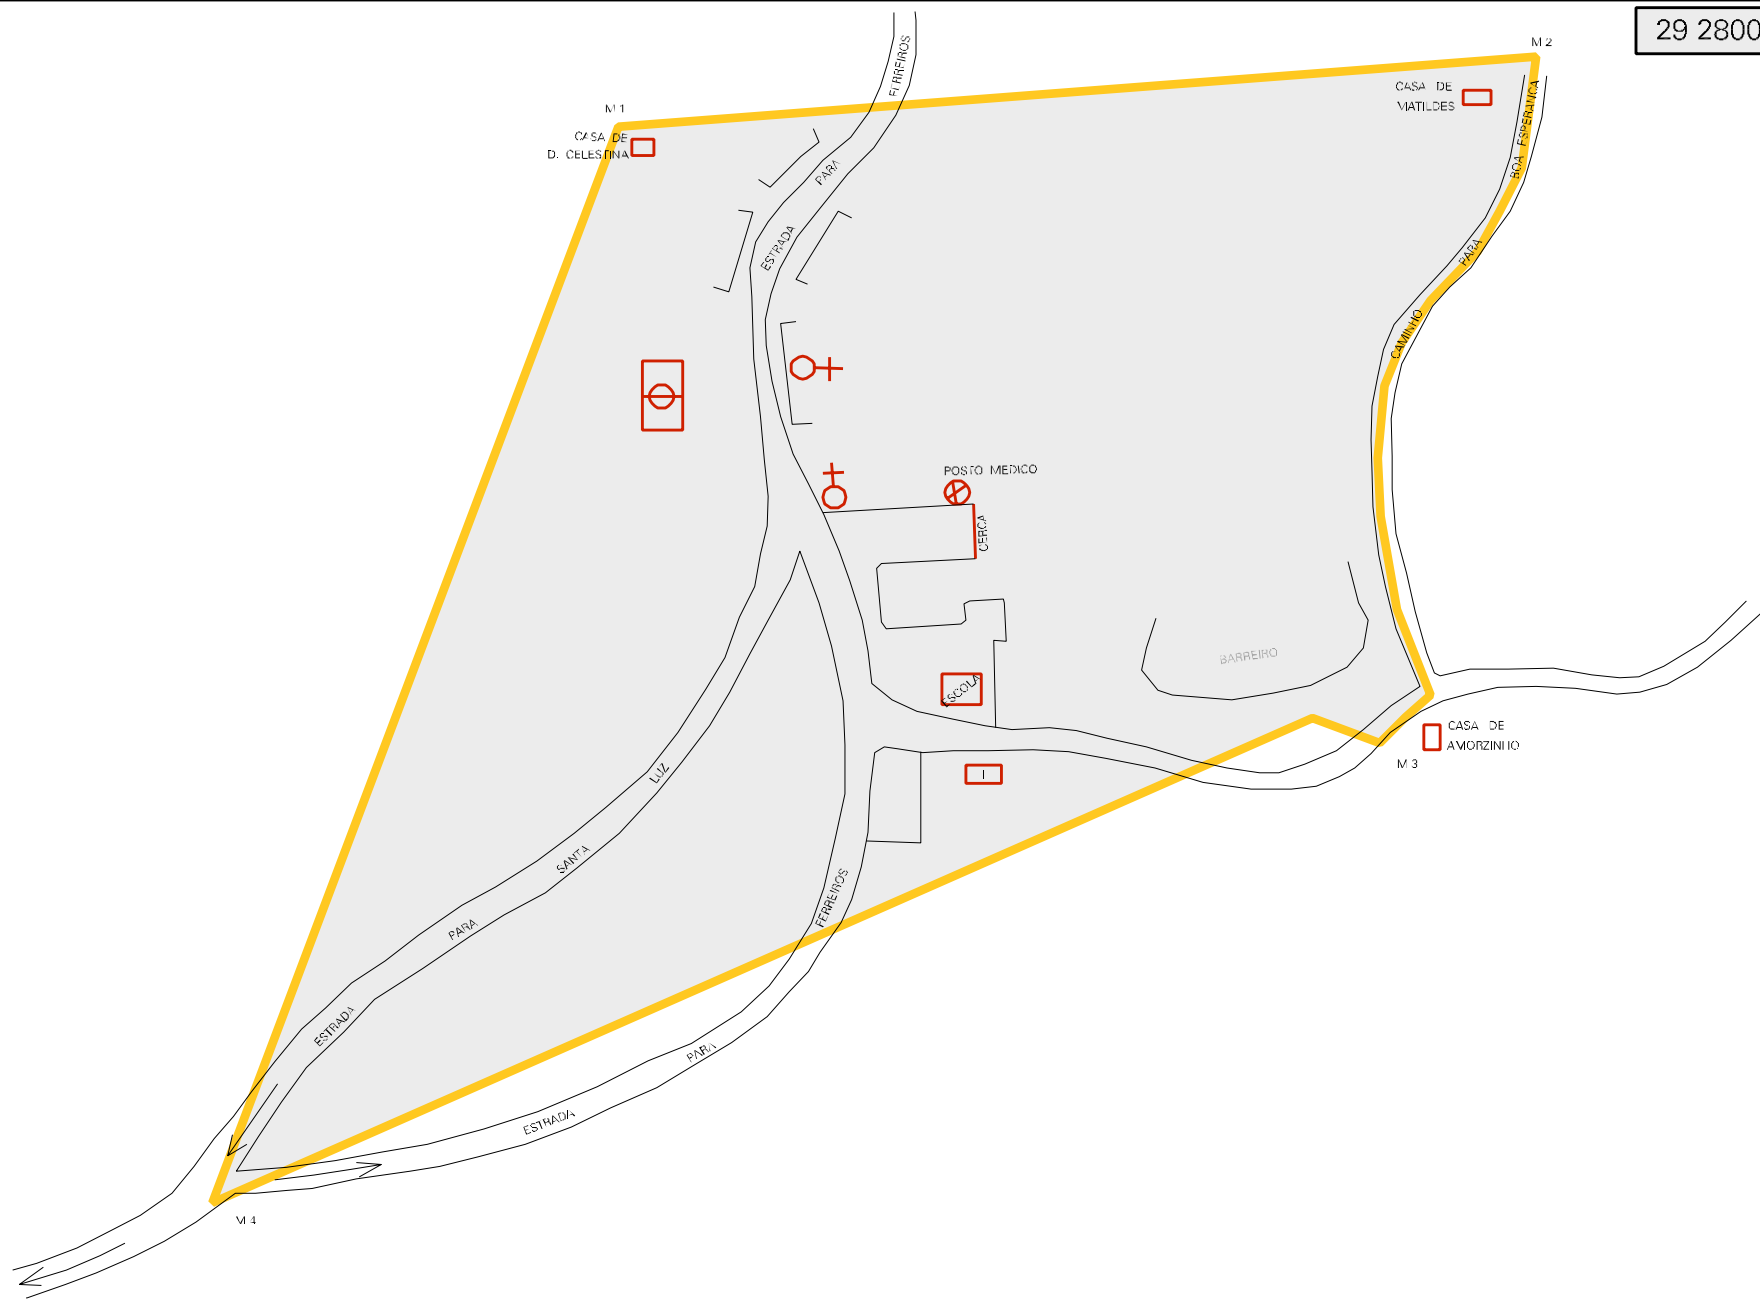 29 2800
M 2
CASA DE
MATILDES
M 1
CASA DE
D. CELESTINA
FERREIROS
PARA
ESTRADA
BOA ESPERANCA
PARA
CAMINHO
POSTO MEDICO
CERCA
BARREIRO
ESCOLA
CASA DE
AMORZINHO
M 3
I
LUZ
SANTA
PARA
ESTRADA
FERREIROS
PARA
ESTRADA
M 4